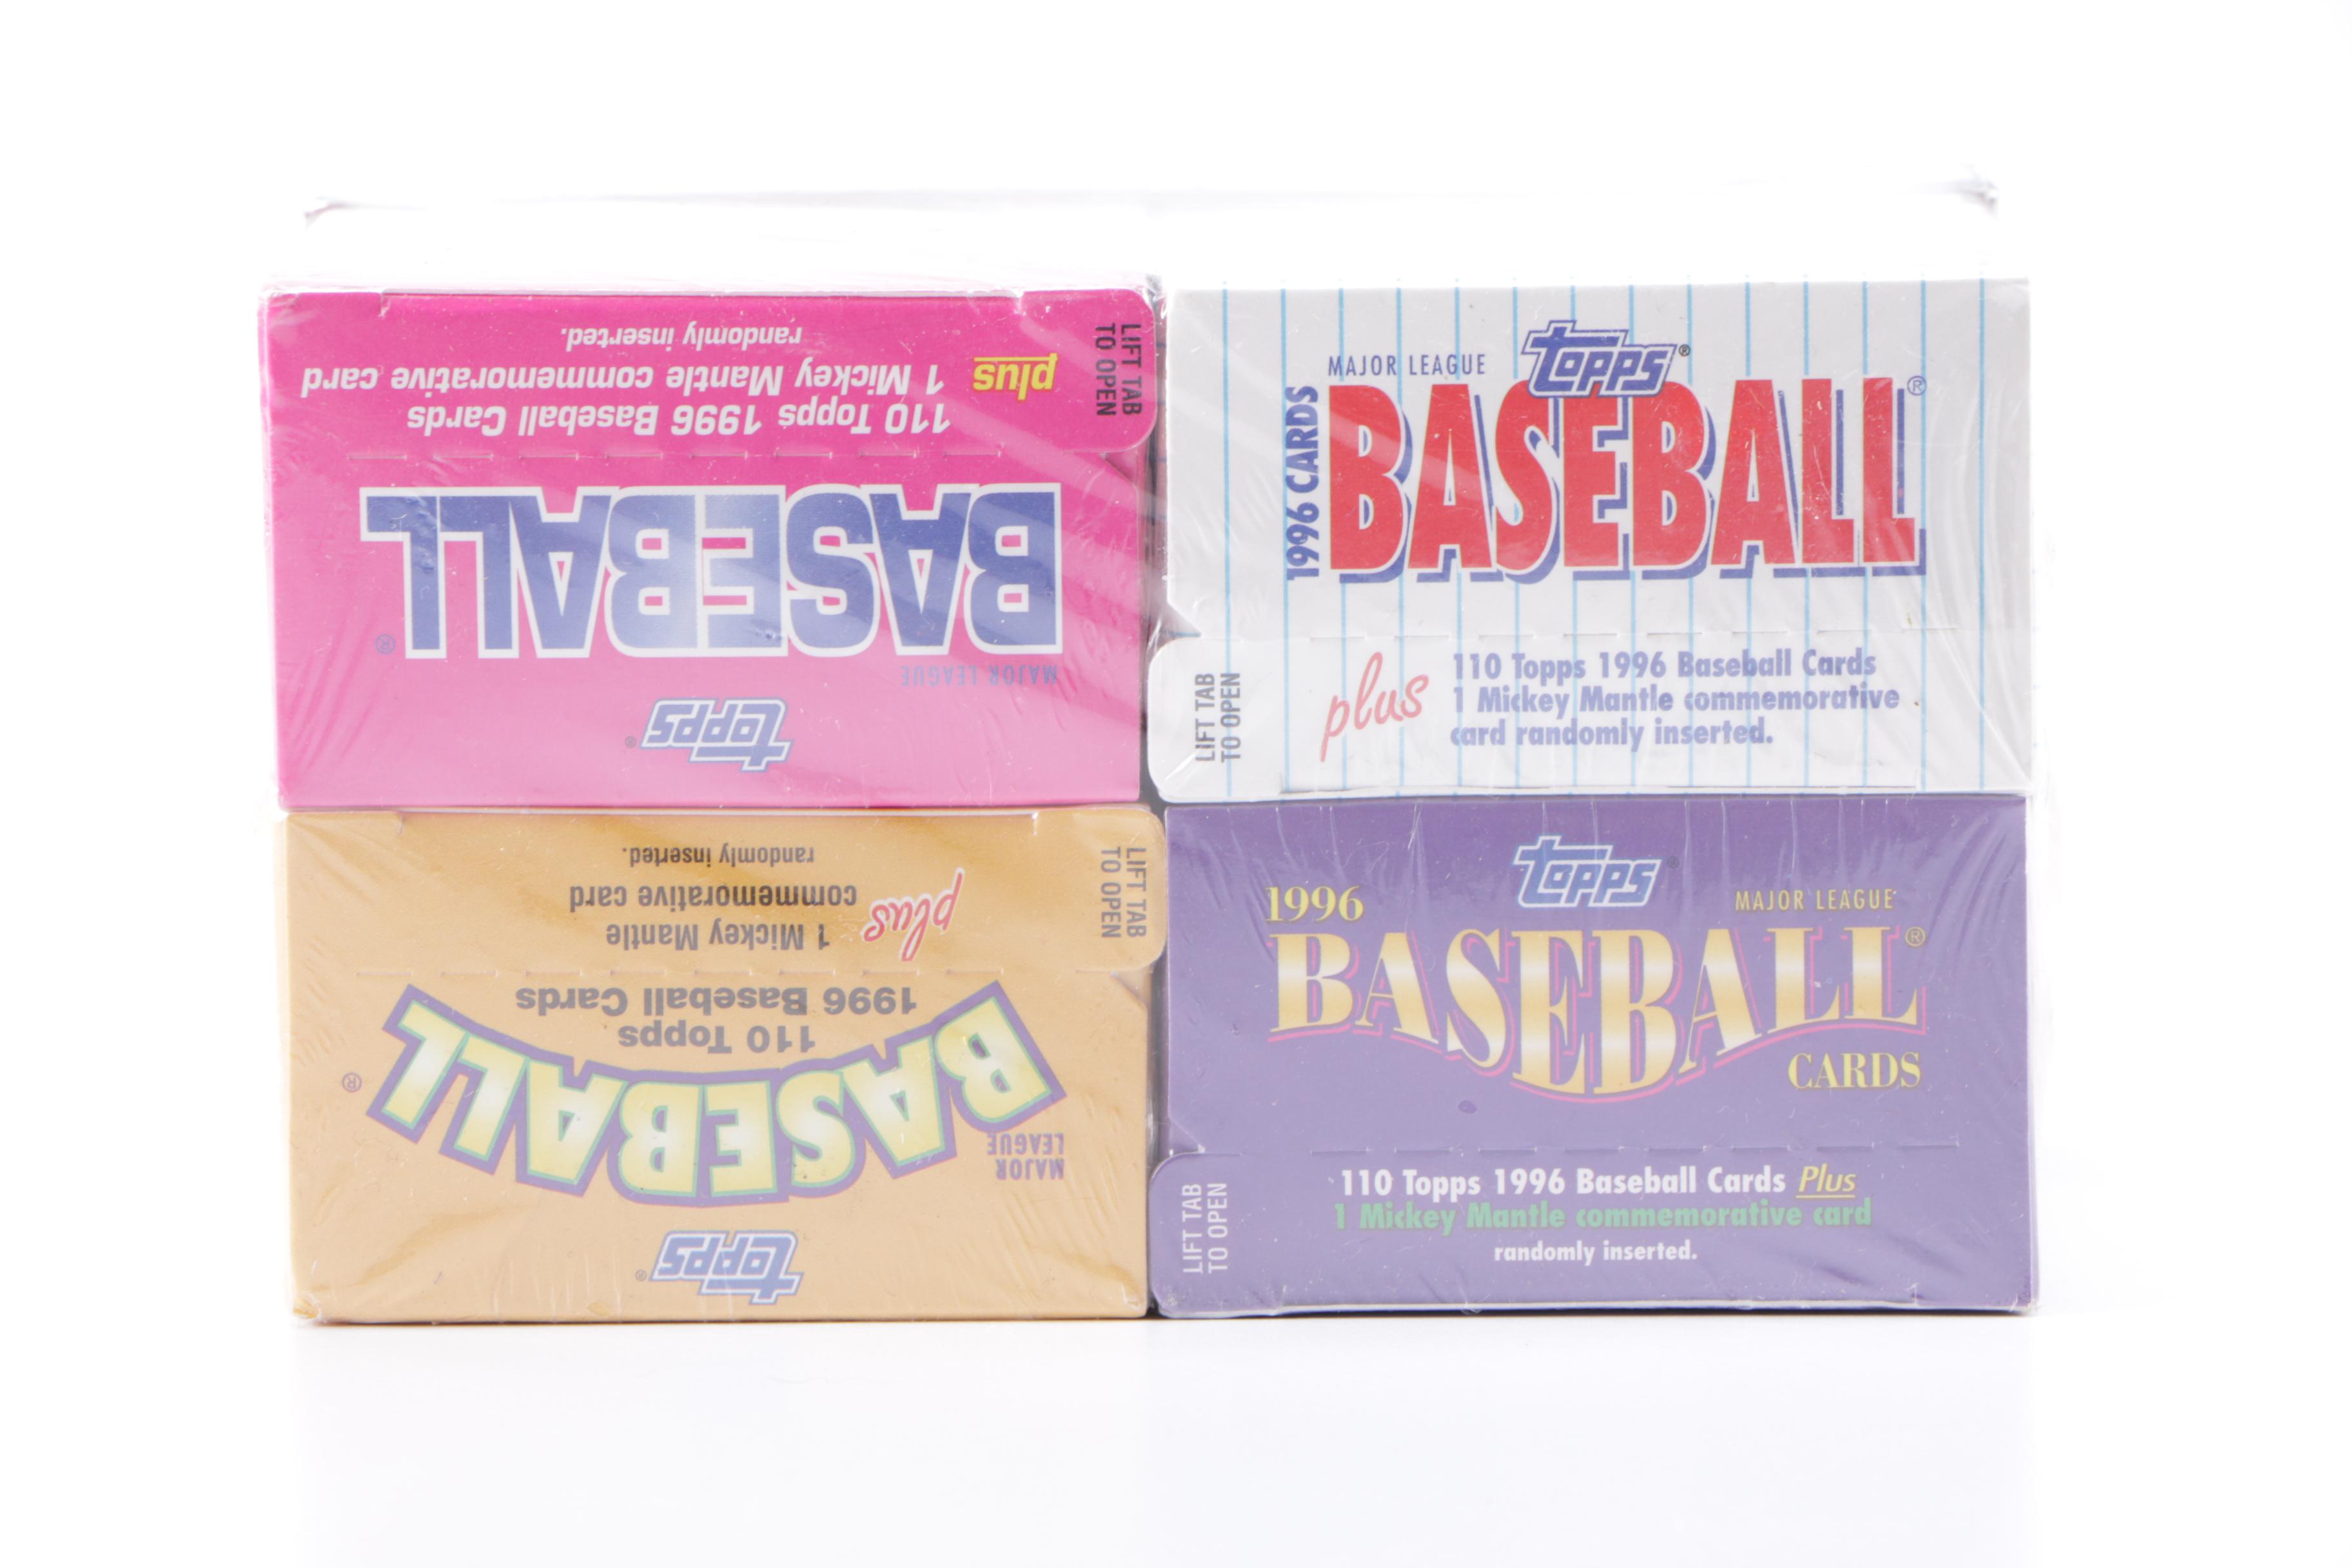 topps®
MAJOR LEAGUE
BASEBALL®
110 Topps 1996 Baseball Cards
plus 1 Mickey Mantle commemorative card
randomly inserted.
LIFT TAB
TO OPEN
MAJOR LEAGUE topps®
1996 CARDS
BASEBALL®
plus
110 Topps 1996 Baseball Cards
1 Mickey Mantle commemorative
card randomly inserted.
LIFT TAB
TO OPEN
topps®
MAJOR
LEAGUE
BASEBALL®
110 Topps
1996 Baseball Cards
plus 1 Mickey Mantle
commemorative card
randomly inserted.
LIFT TAB
TO OPEN
topps®
1996 MAJOR LEAGUE
BASEBALL®
CARDS
110 Topps 1996 Baseball Cards Plus
1 Mickey Mantle commemorative card
randomly inserted.
LIFT TAB
TO OPEN